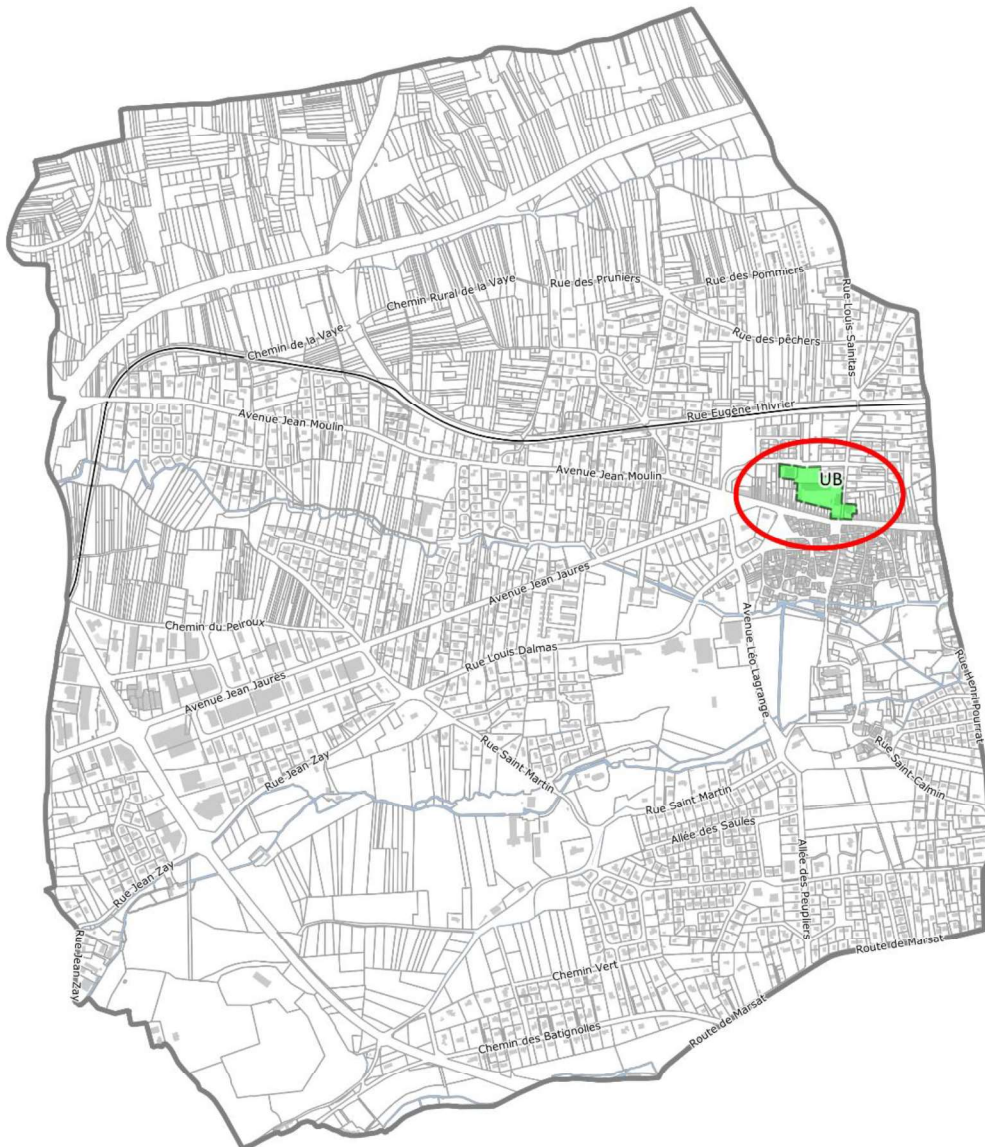 Chemin Rural de la Vaye
Rue des Pruniers
Rue des Pommiers
Rue Louis Sainitas
Chemin de la Vaye
Rue des pêchers
Avenue Jean Moulin
Rue Eugène Thivrier
Avenue Jean Moulin
UB
Avenue Jean Jaurès
Chemin du Peiroux
Rue Louis Dalmas
Avenue Léo Lagrange
Avenue Jean Jaurès
Rue Henri Pourrat
Rue Jean Zay
Rue Saint Martin
Rue Saint-Calmin
Rue Saint Martin
Allée des Saules
Rue Jean Zay
Allée des Peupliers
Rue Jean Zay
Route de Marsat
Chemin Vert
Route de Marsat
Chemin des Batignolles